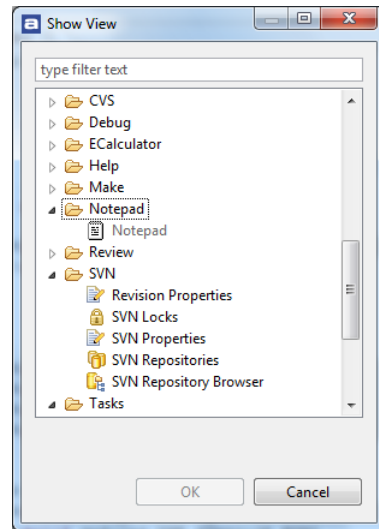 a Show View
type filter text
CVS
Debug
ECalculator
Help
Make
Notepad
Notepad
Review
SVN
Revision Properties
SVN Locks
SVN Properties
SVN Repositories
SVN Repository Browser
Tasks
OK Cancel